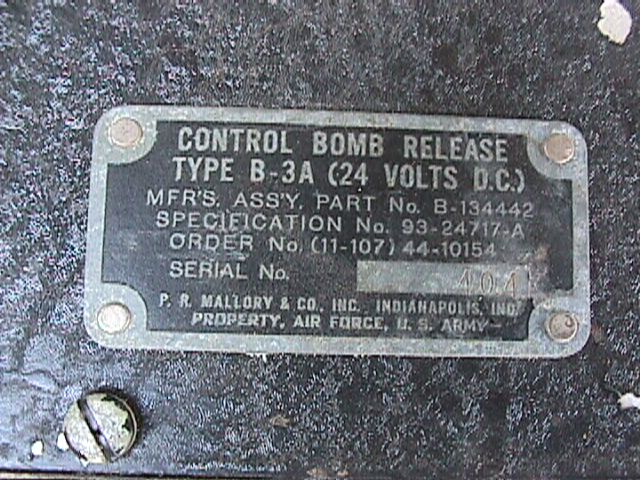 CONTROL BOMB RELEASE
TYPE B-3A (24 VOLTS D.C.)
MFR'S. ASS'Y. PART No. B-134442
SPECIFICATION No. 93-24717-A
ORDER No. (11-107) 44-10154
SERIAL No. 404
P. R. MALLORY & CO. INC. INDIANAPOLIS, IND.
PROPERTY, AIR FORCE, U. S. ARMY